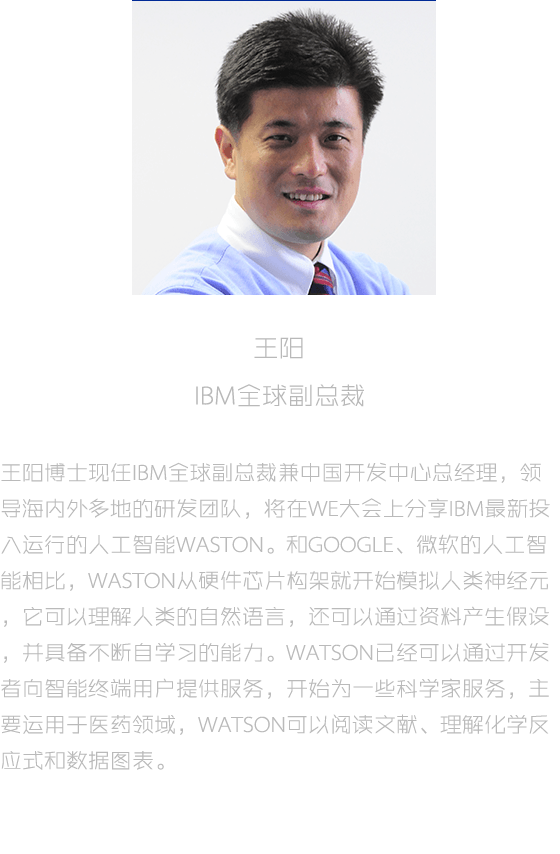 王阳
IBM全球副总裁
王阳博士现任IBM全球副总裁兼中国开发中心总经理，领
导海内外多地的研发团队，将在WE大会上分享IBM最新投
入运行的人工智能WASTON。和GOOGLE、微软的人工智
能相比，WASTON从硬件芯片构架就开始模拟人类神经元
，它可以理解人类的自然语言，还可以通过资料产生假设
，并具备不断自学习的能力。WATSON已经可以通过开发
者向智能终端用户提供服务，开始为一些科学家服务，主
要运用于医药领域，WATSON可以阅读文献、理解化学反
应式和数据图表。